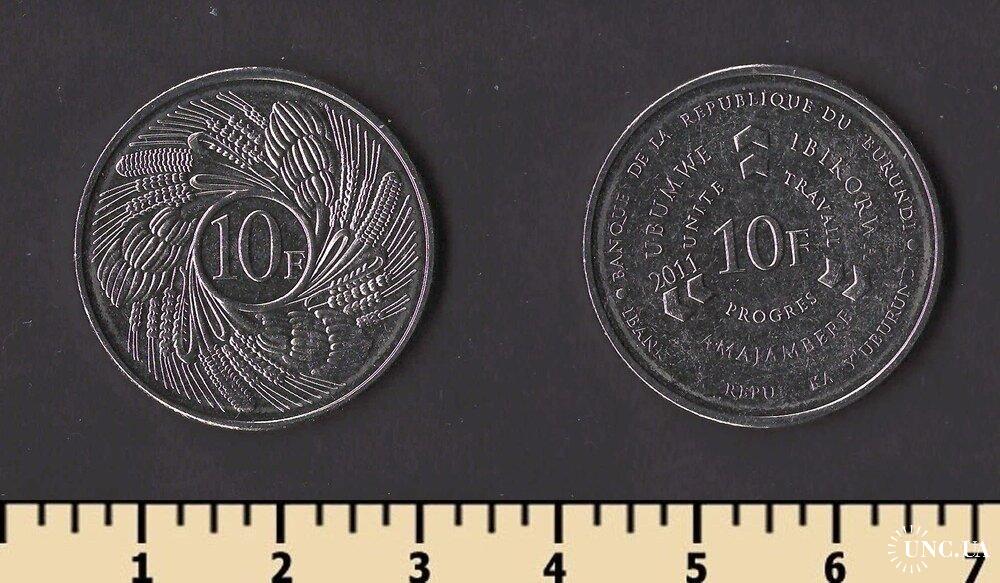 10F
BANQUE DE LA REPUBLIQUE DU BURUNDI
UBUMWE IBIKORWA
UNITE TRAVAIL
2011 10F
PROGRES
AMAJAMBERE
1 2 3 4 5 6 7
UNC.UA